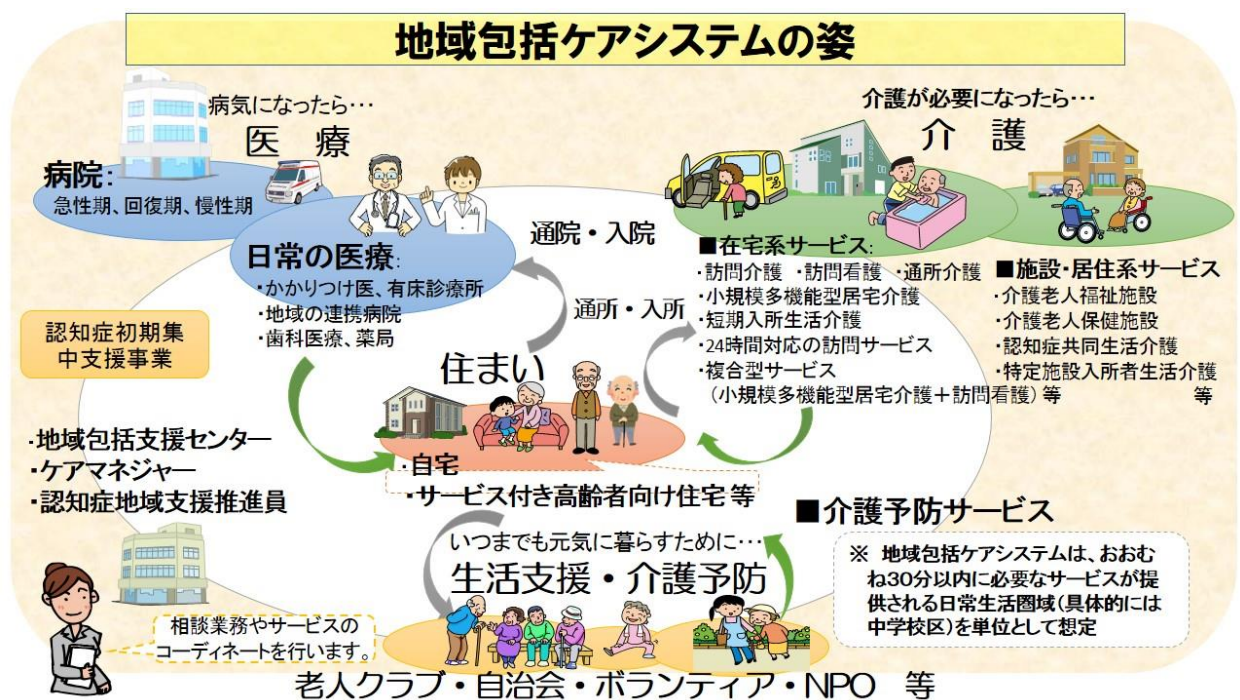 地域包括ケアシステムの姿
病気になったら…
医 療
病院:
急性期、回復期、慢性期
日常の医療:
・かかりつけ医、有床診療所
・地域の連携病院
・歯科医療、薬局
通院・入院
通所・入所
介護が必要になったら…
介 護
■在宅系サービス:
・訪問介護 ・訪問看護 ・通所介護
・小規模多機能型居宅介護
・短期入所生活介護
・24時間対応の訪問サービス
・複合型サービス
(小規模多機能型居宅介護+訪問看護)等
■施設・居住系サービス
・介護老人福祉施設
・介護老人保健施設
・認知症共同生活介護
・特定施設入所者生活介護
等
認知症初期集
中支援事業
住まい
・自宅
・サービス付き高齢者向け住宅 等
・地域包括支援センター
・ケアマネジャー
・認知症地域支援推進員
相談業務やサービスの
コーディネートを行います。
いつまでも元気に暮らすために…
生活支援・介護予防
■介護予防サービス
※ 地域包括ケアシステムは、おおむ
ね30分以内に必要なサービスが提
供される日常生活圏域(具体的には
中学校区)を単位として想定
老人クラブ・自治会・ボランティア・NPO 等